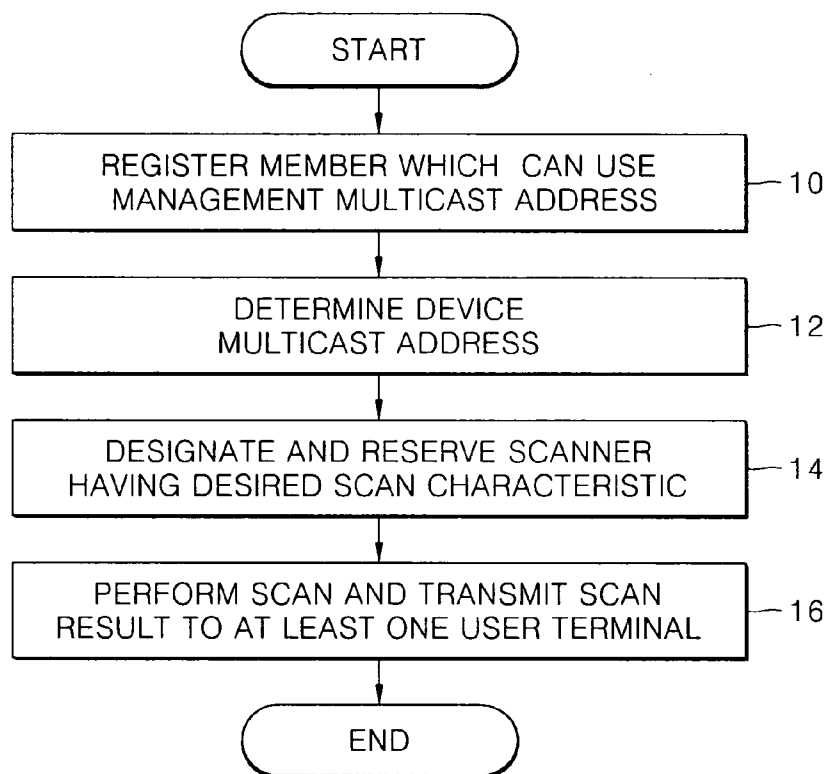 START
REGISTER MEMBER WHICH CAN USE
MANAGEMENT MULTICAST ADDRESS
10
DETERMINE DEVICE
MULTICAST ADDRESS
12
DESIGNATE AND RESERVE SCANNER
HAVING DESIRED SCAN CHARACTERISTIC
14
PERFORM SCAN AND TRANSMIT SCAN
RESULT TO AT LEAST ONE USER TERMINAL
16
END